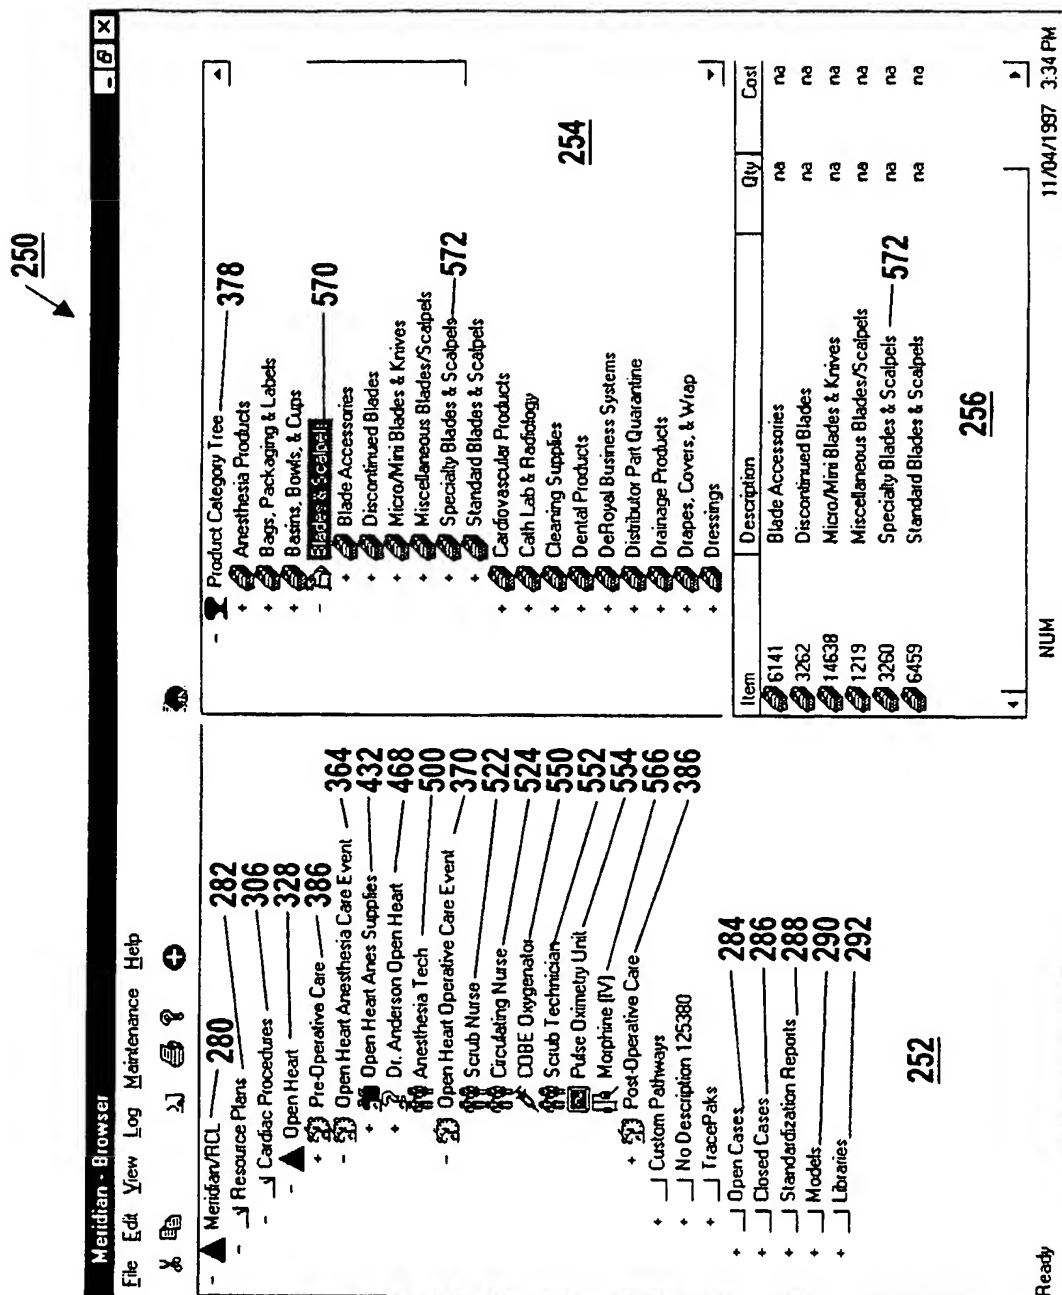 250
Meridian - Browser
File Edit View Log Maintenance Help
Meridian/RCL 280
Resource Plans 282
Cardiac Procedures 306
Open Heart 328
Pre-Operative Care 386
Open Heart Anesthesia Care Event 364
Open Heart Anes Supplies 432
Dr. Anderson Open Heart 468
Anesthesia Tech 500
Open Heart Operative Care Event 370
Scrub Nurse 522
Circulating Nurse 524
COBE Oxygenator 550
Scrub Technician 552
Pulse Oximetry Unit 554
Morphine [IV] 566
Post-Operative Care 386
Custom Pathways
No Description 125380
TracePaks
Open Cases 284
Closed Cases 286
Standardization Reports 288
Models 290
Libraries 292
252
Product Category Tree 378
Anesthesia Products
Bags, Packaging & Labels
Basins, Bowls, & Cups
Blades & Scalpels 570
Blade Accessories
Discontinued Blades
Micro/Mini Blades & Knives
Miscellaneous Blades/Scalpels
Specialty Blades & Scalpels 572
Standard Blades & Scalpels
Cardiovascular Products
Cath Lab & Radiology
Cleaning Supplies
Dental Products
DeRoyal Business Systems
Distributor Part Quarantine
Drainage Products
Drapes, Covers, & Wrap
Dressings
254
Item Description Qty Cost
6141 Blade Accessories na na
3262 Discontinued Blades na na
14638 Micro/Mini Blades & Knives na na
1219 Miscellaneous Blades/Scalpels na na
3260 Specialty Blades & Scalpels 572 na na
6459 Standard Blades & Scalpels na na
256
Ready NUM 11/04/1997 3:34 PM